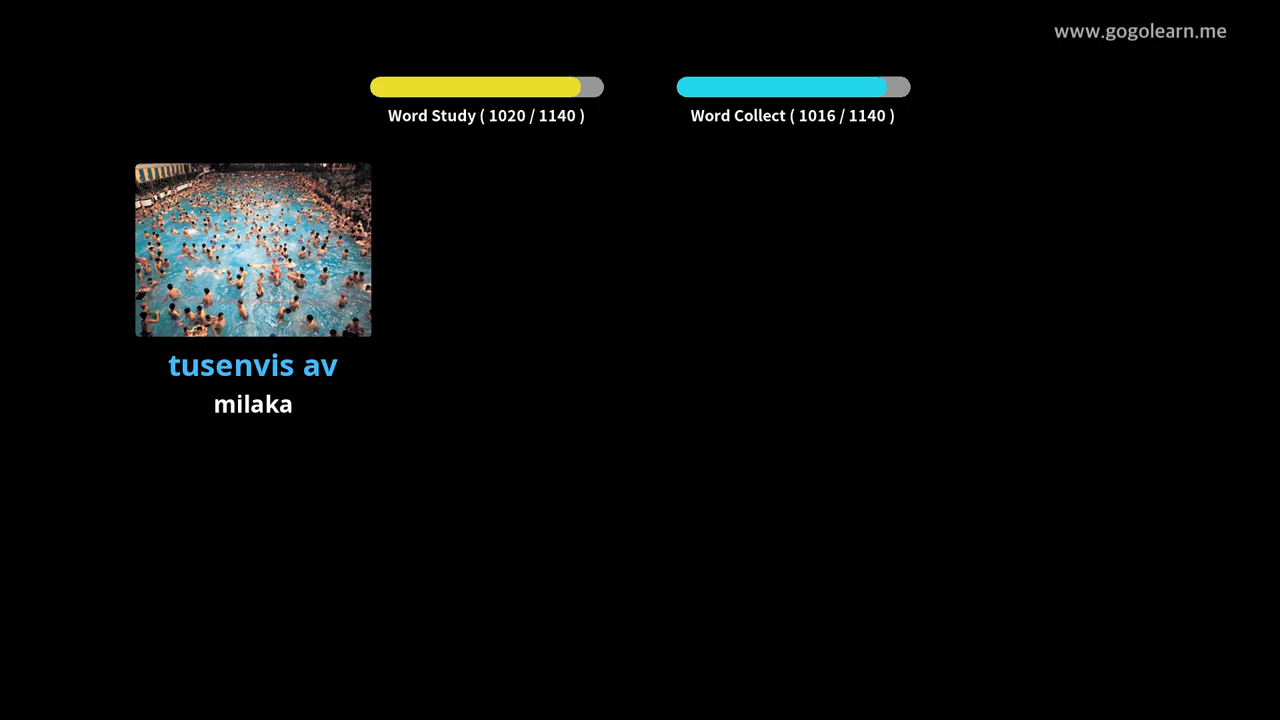 www.gogolearn.me
Word Study ( 1020 / 1140 )
Word Collect ( 1016 / 1140 )
tusenvis av
milaka